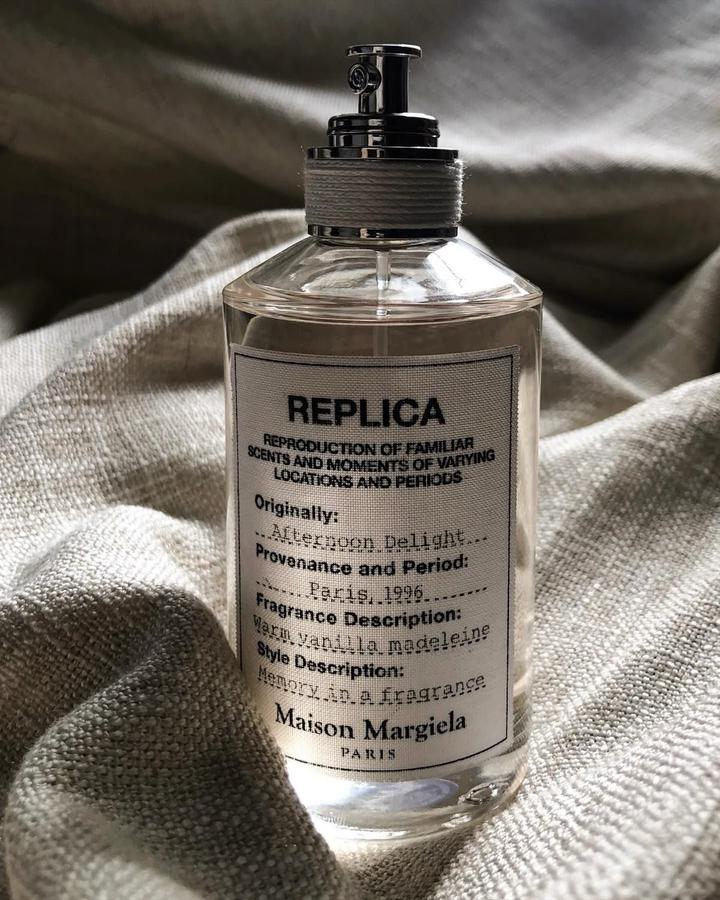 REPLICA
REPRODUCTION OF FAMILIAR
SCENTS AND MOMENTS OF VARYING
LOCATIONS AND PERIODS
Originally:
Afternoon Delight
Provenance and Period:
Paris, 1996
Fragrance Description:
Warm vanilla madeleine
Style Description:
Memory in a fragrance
Maison Margiela
PARIS